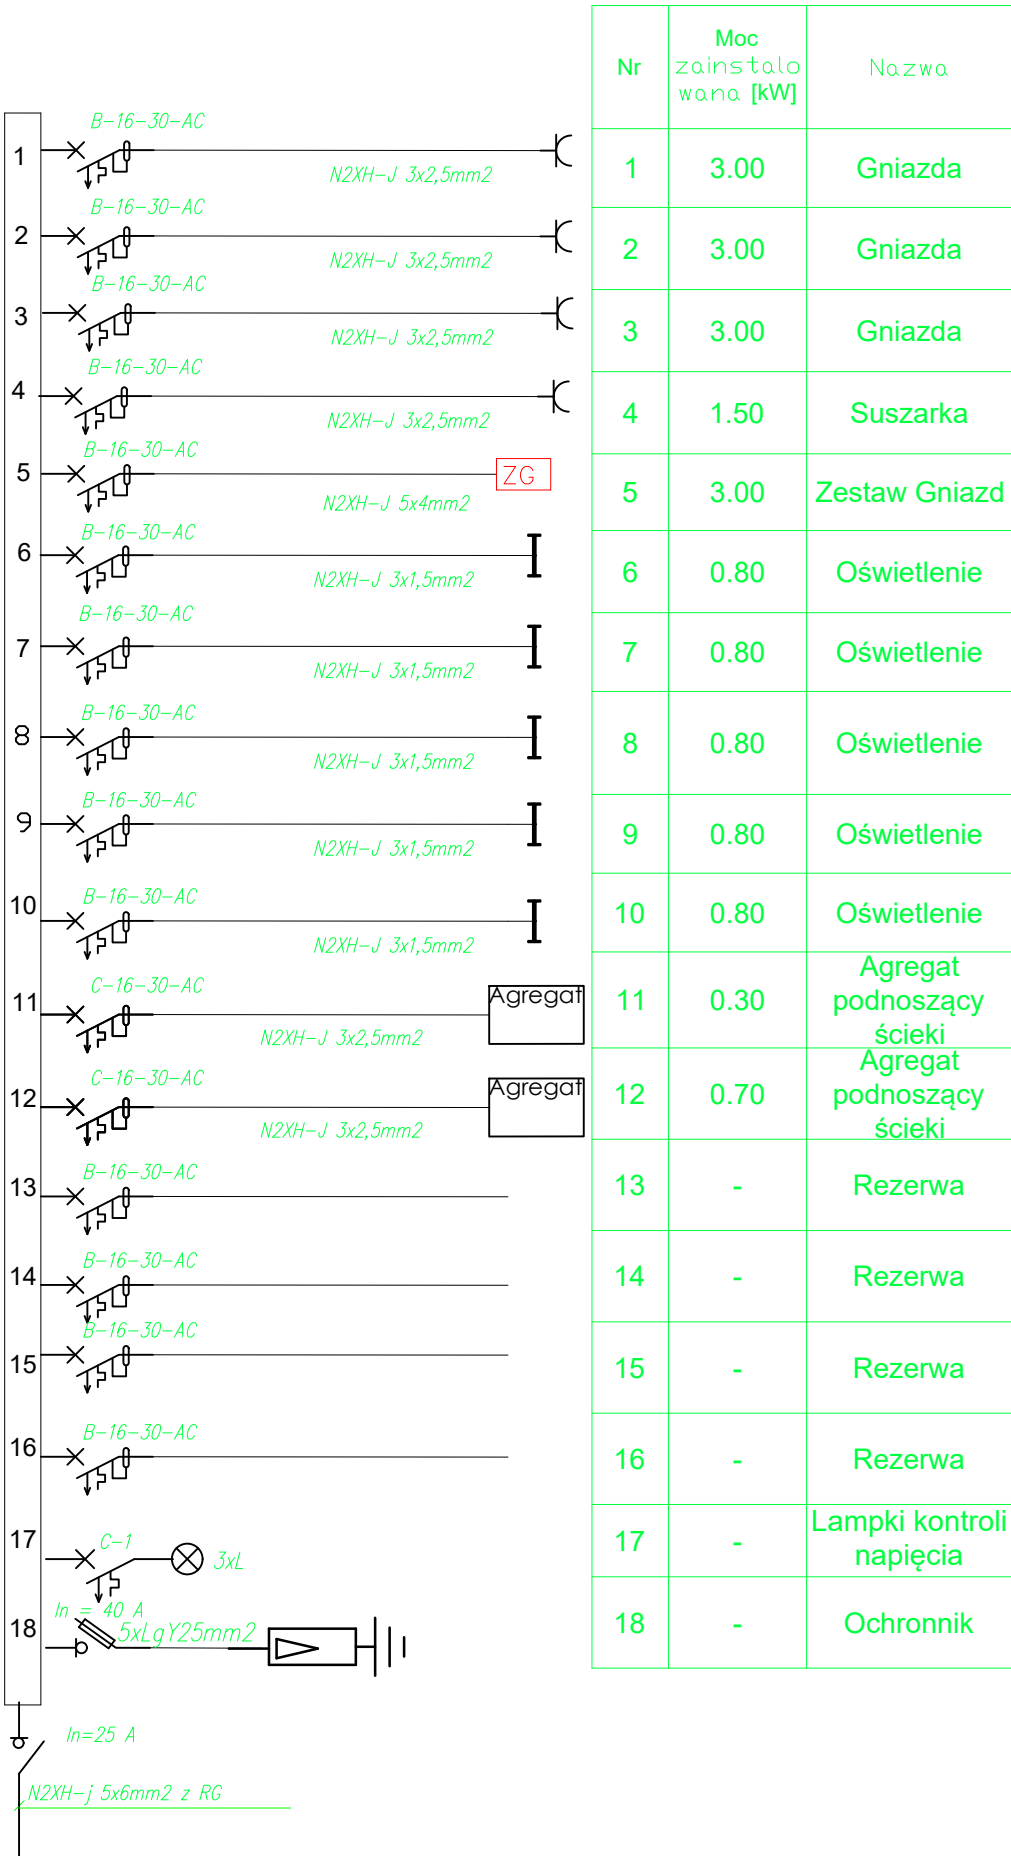 Nr
Moc
zainstalo
wana [kW]
Nazwa
B-16-30-AC
1
N2XH-J 3x2,5mm2
1 3.00 Gniazda
B-16-30-AC
2
N2XH-J 3x2,5mm2
2 3.00 Gniazda
B-16-30-AC
3
N2XH-J 3x2,5mm2
3 3.00 Gniazda
B-16-30-AC
4
N2XH-J 3x2,5mm2
4 1.50 Suszarka
B-16-30-AC
5
ZG
N2XH-J 5x4mm2
5 3.00 Zestaw Gniazd
B-16-30-AC
6
N2XH-J 3x1,5mm2
6 0.80 Oświetlenie
B-16-30-AC
7
N2XH-J 3x1,5mm2
7 0.80 Oświetlenie
B-16-30-AC
8
N2XH-J 3x1,5mm2
8 0.80 Oświetlenie
B-16-30-AC
9
N2XH-J 3x1,5mm2
9 0.80 Oświetlenie
B-16-30-AC
10
N2XH-J 3x1,5mm2
10 0.80 Oświetlenie
C-16-30-AC
11
Agregat
N2XH-J 3x2,5mm2
11 0.30
Agregat
podnoszący
ścieki
C-16-30-AC
12
Agregat
N2XH-J 3x2,5mm2
12 0.70
Agregat
podnoszący
ścieki
B-16-30-AC
13
13 - Rezerwa
B-16-30-AC
14
14 - Rezerwa
B-16-30-AC
15
15 - Rezerwa
B-16-30-AC
16
16 - Rezerwa
17
C-1
3xL
17 -
Lampki kontroli
napięcia
In = 40 A
18
5xLgY25mm2
18 - Ochronnik
In=25 A
N2XH-j 5x6mm2 z RG